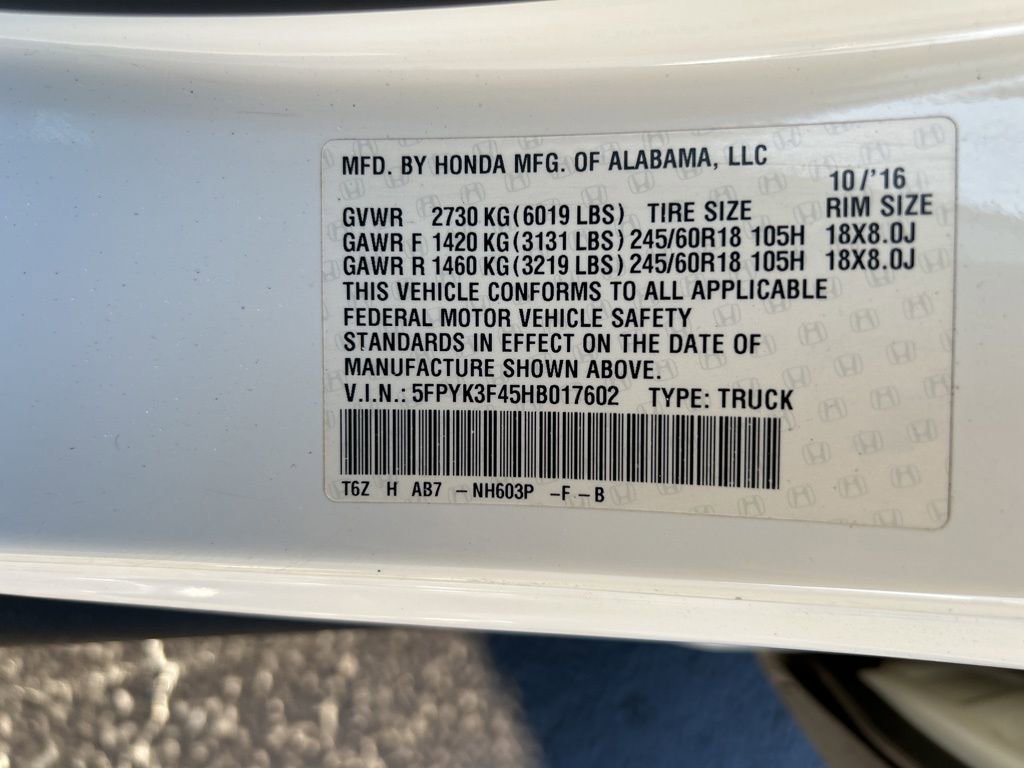 MFD. BY HONDA MFG. OF ALABAMA, LLC
10/'16
GVWR 2730 KG(6019 LBS) TIRE SIZE RIM SIZE
GAWR F 1420 KG(3131 LBS) 245/60R18 105H 18X8.0J
GAWR R 1460 KG(3219 LBS) 245/60R18 105H 18X8.0J
THIS VEHICLE CONFORMS TO ALL APPLICABLE
FEDERAL MOTOR VEHICLE SAFETY
STANDARDS IN EFFECT ON THE DATE OF
MANUFACTURE SHOWN ABOVE.
V.I.N.: 5FPYK3F45HB017602 TYPE: TRUCK
T6Z H AB7 -NH603P -F-B